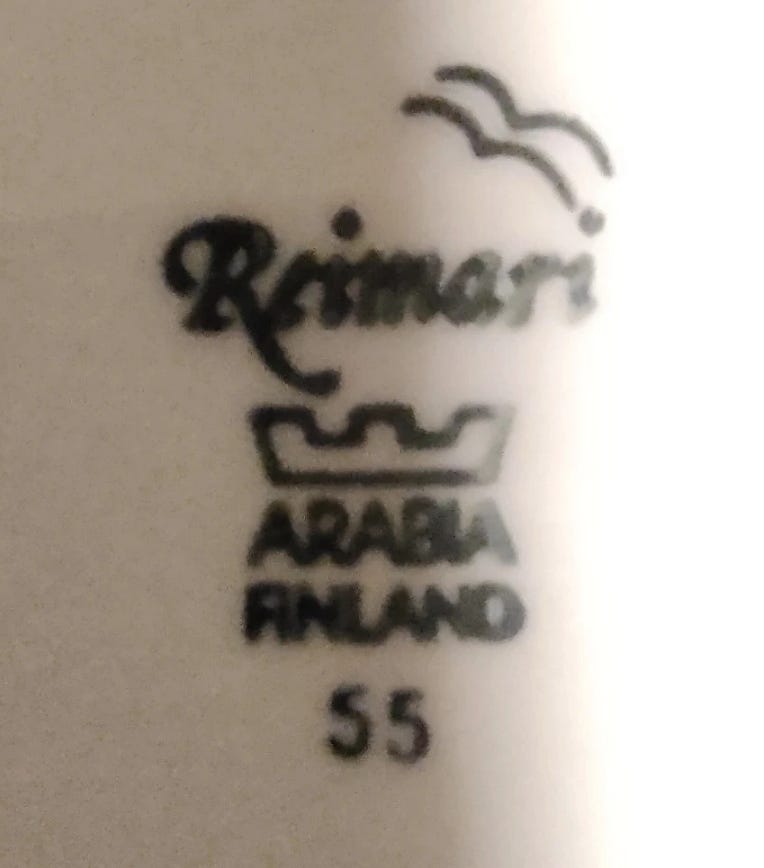 Reimari
ARABIA
FINLAND
55